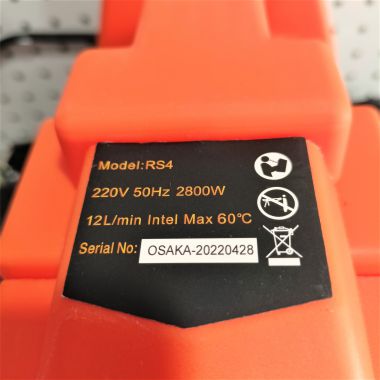 Model:RS4
220V 50Hz 2800W
12L/min Intel Max 60℃
Serial No: OSAKA-20220428